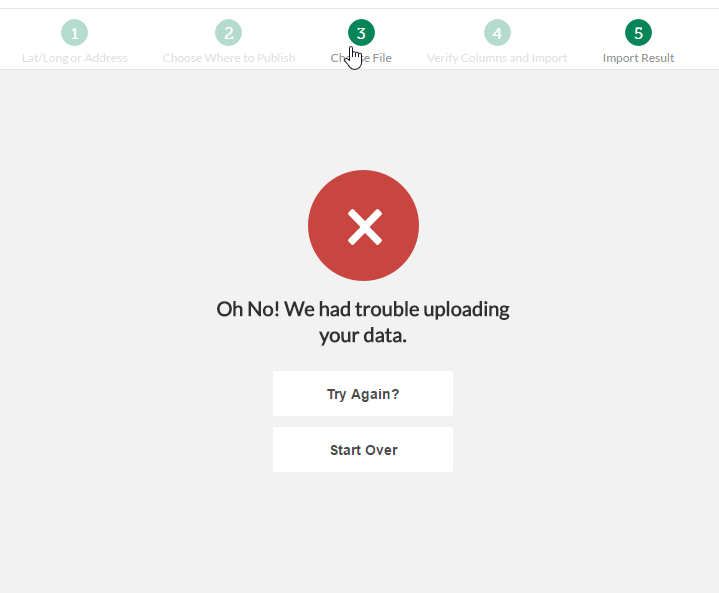 1 2 3 4 5
Lat/Long or Address Choose Where to Publish Choose File Verify Columns and Import Import Result
Oh No! We had trouble uploading
your data.
Try Again?
Start Over